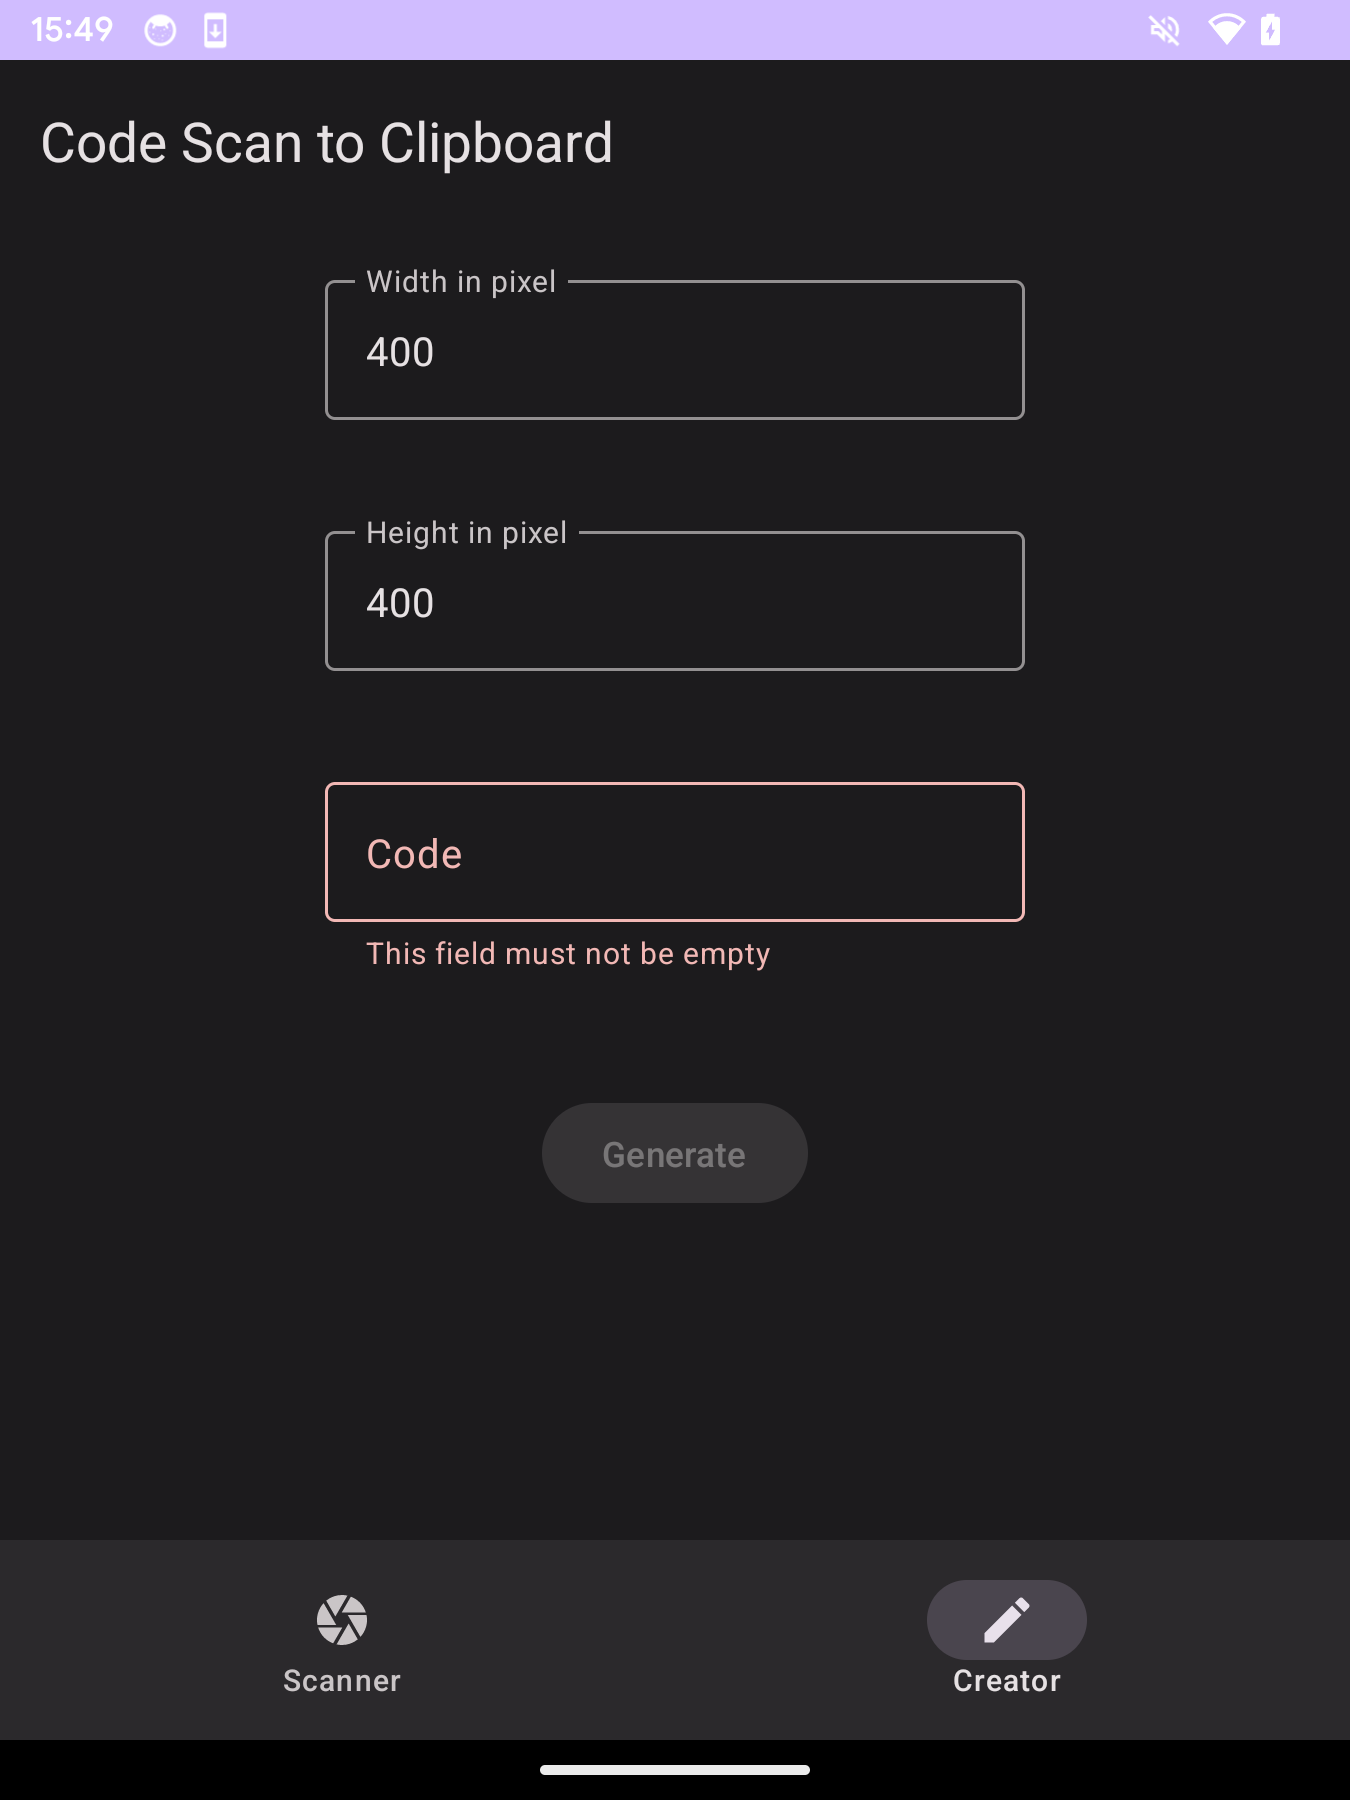 15:49
Code Scan to Clipboard
Width in pixel
400
Height in pixel
400
Code
This field must not be empty
Generate
Scanner
Creator